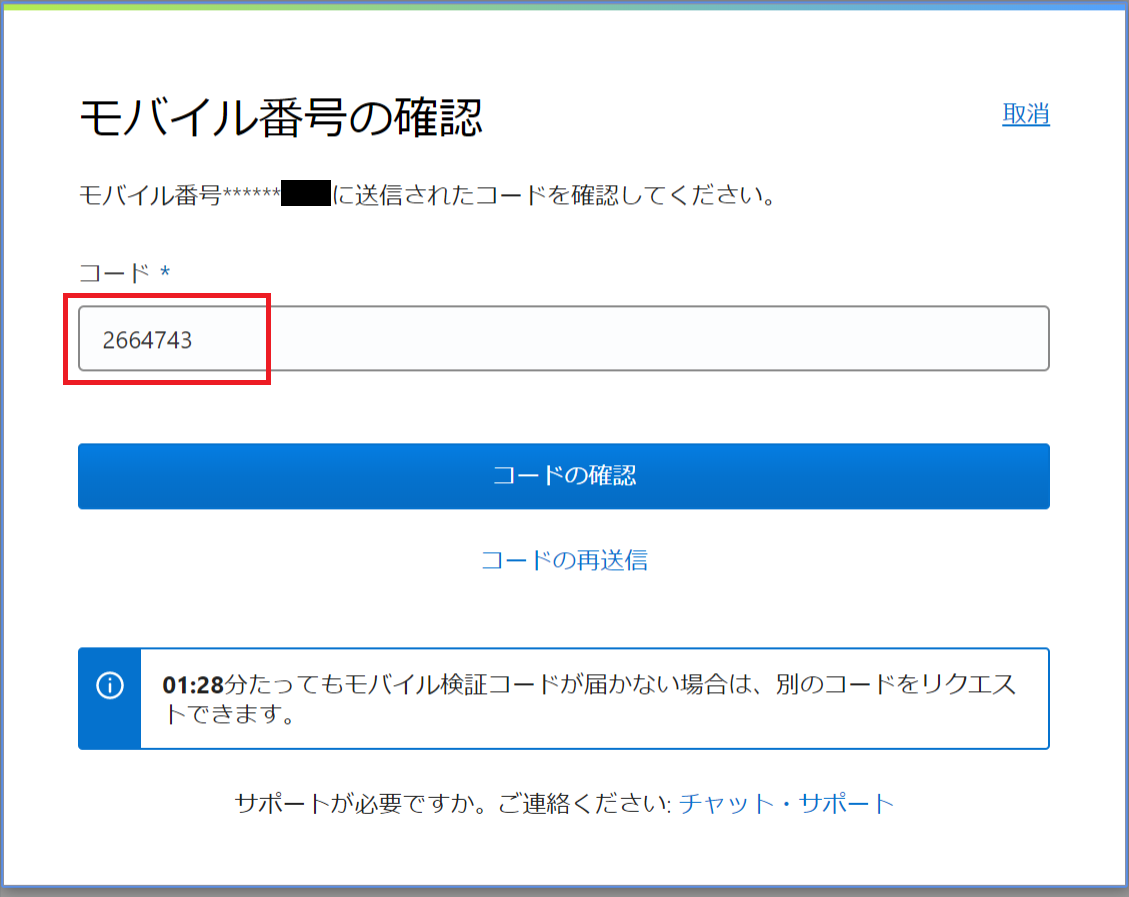 モバイル番号の確認
取消
モバイル番号******に送信されたコードを確認してください。
コード *
2664743
コードの確認
コードの再送信
01:28分たってもモバイル検証コードが届かない場合は、別のコードをリクエス
トできます。
サポートが必要ですか。ご連絡ください: チャット・サポート